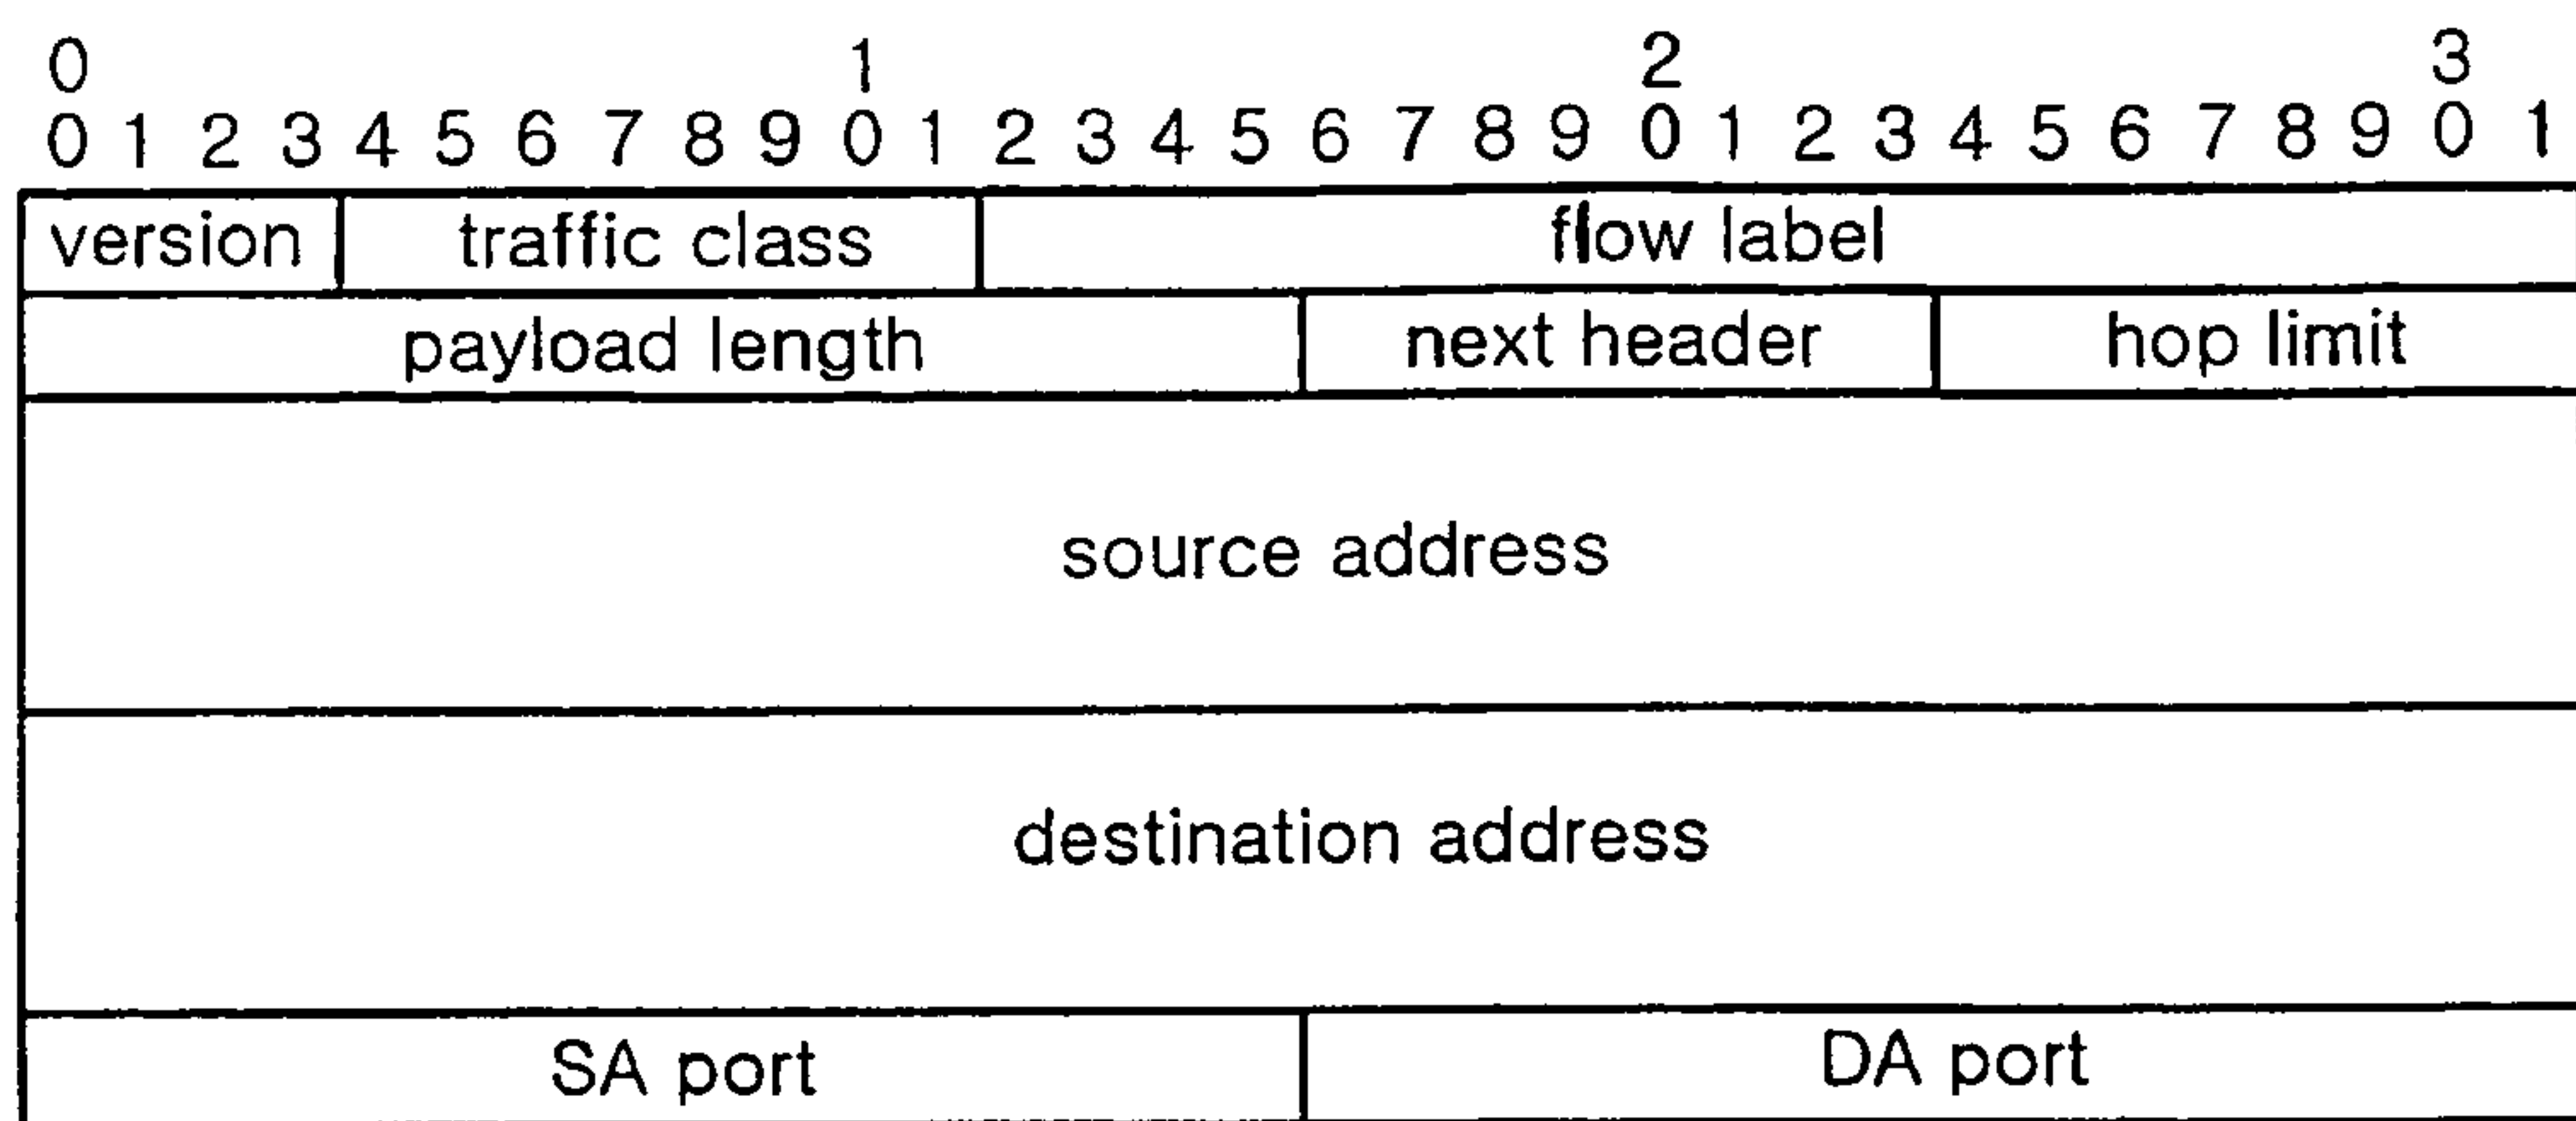 0 1 2 3
0 1 2 3 4 5 6 7 8 9 0 1 2 3 4 5 6 7 8 9 0 1 2 3 4 5 6 7 8 9 0 1
version traffic class flow label
payload length next header hop limit
source address
destination address
SA port DA port